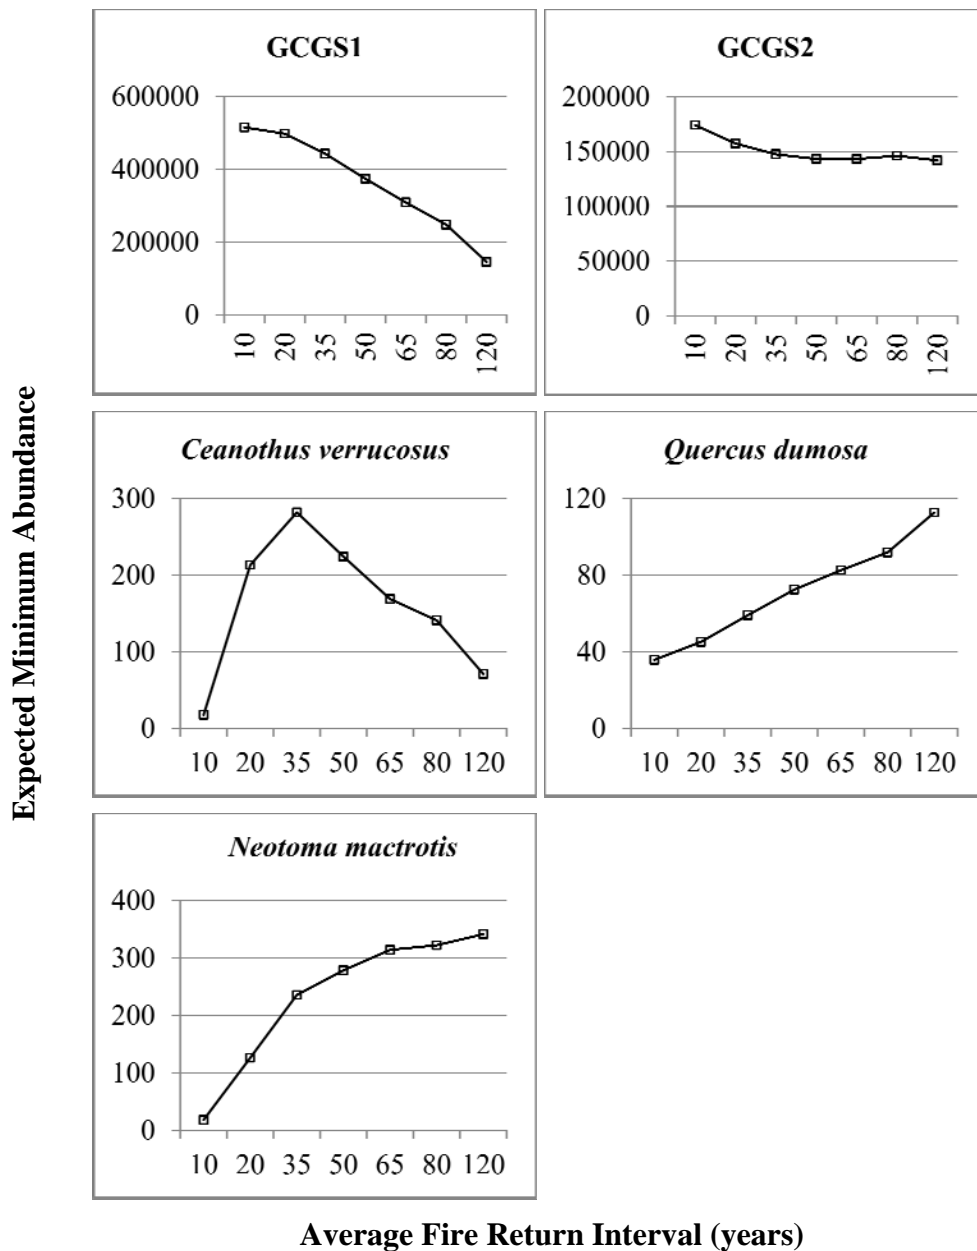 GCGS1
600000
400000
200000
0
10 20 35 50 65 80 120
GCGS2
200000
150000
100000
50000
0
10 20 35 50 65 80 120
Expected Minimum Abundance
Ceanothus verrucosus
300
200
100
0
10 20 35 50 65 80 120
Quercus dumosa
120
80
40
0
10 20 35 50 65 80 120
Neotoma mactrotis
400
300
200
100
0
10 20 35 50 65 80 120
Average Fire Return Interval (years)